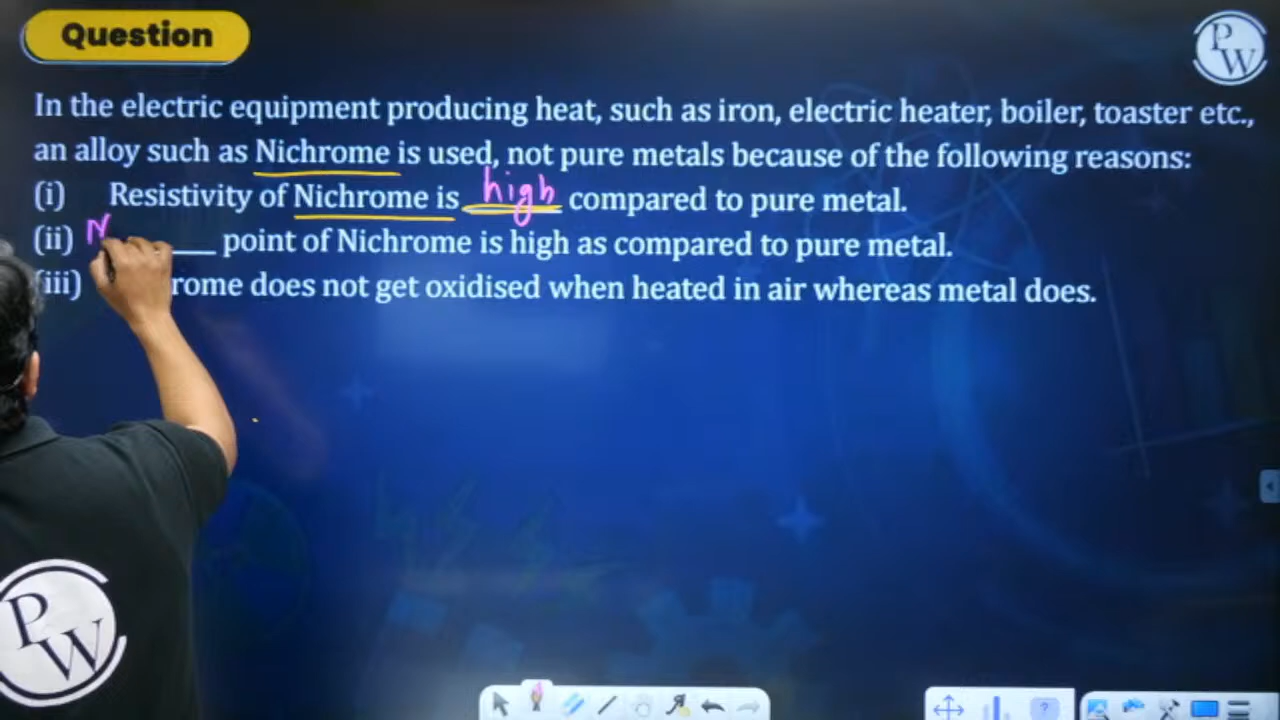 Question
PW
In the electric equipment producing heat, such as iron, electric heater, boiler, toaster etc.,
an alloy such as Nichrome is used, not pure metals because of the following reasons:
(i) Resistivity of Nichrome is high compared to pure metal.
(ii) ____ point of Nichrome is high as compared to pure metal.
(iii) rome does not get oxidised when heated in air whereas metal does.
PW